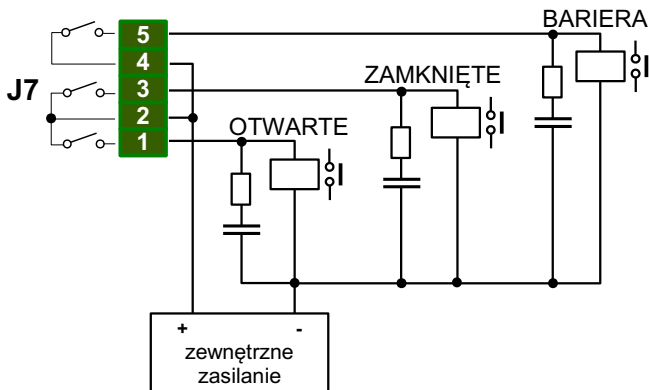 BARIERA
5
4
ZAMKNIĘTE
J7
3
2
OTWARTE
1
+ -
zewnętrzne
zasilanie